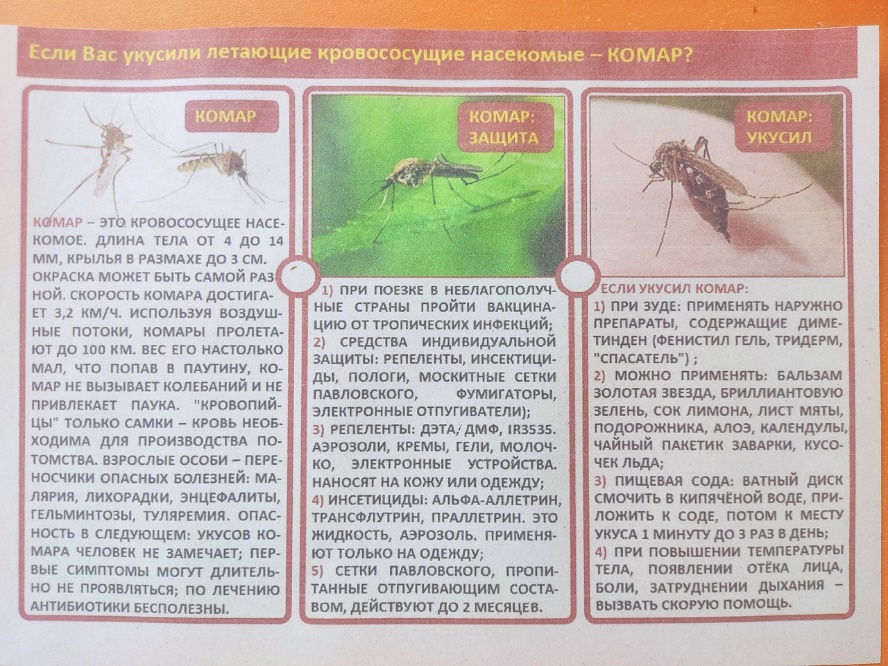 Если Вас укусили летающие кровососущие насекомые – КОМАР?
КОМАР
КОМАР – ЭТО КРОВОСОСУЩЕЕ НАСЕ-
КОМОЕ. ДЛИНА ТЕЛА ОТ 4 ДО 14
ММ, КРЫЛЬЯ В РАЗМАХЕ ДО 3 СМ.
ОКРАСКА МОЖЕТ БЫТЬ САМОЙ РАЗ-
НОЙ. СКОРОСТЬ КОМАРА ДОСТИГА-
ЕТ 3,2 КМ/Ч. ИСПОЛЬЗУЯ ВОЗДУШ-
НЫЕ ПОТОКИ, КОМАРЫ ПРОЛЕТА-
ЮТ ДО 100 КМ. ВЕС ЕГО НАСТОЛЬКО
МАЛ, ЧТО ПОПАВ В ПАУТИНУ, КО-
МАР НЕ ВЫЗЫВАЕТ КОЛЕБАНИЙ И НЕ
ПРИВЛЕКАЕТ ПАУКА. "КРОВОПИЙ-
ЦЫ" ТОЛЬКО САМКИ – КРОВЬ НЕОБ-
ХОДИМА ДЛЯ ПРОИЗВОДСТВА ПО-
ТОМСТВА. ВЗРОСЛЫЕ ОСОБИ – ПЕРЕ-
НОСЧИКИ ОПАСНЫХ БОЛЕЗНЕЙ: МА-
ЛЯРИЯ, ЛИХОРАДКИ, ЭНЦЕФАЛИТЫ,
ГЕЛЬМИНТОЗЫ, ТУЛЯРЕМИЯ. ОПАС-
НОСТЬ В СЛЕДУЮЩЕМ: УКУСОВ КО-
МАРА ЧЕЛОВЕК НЕ ЗАМЕЧАЕТ; ПЕР-
ВЫЕ СИМПТОМЫ МОГУТ ДЛИТЕЛЬ-
НО НЕ ПРОЯВЛЯТЬСЯ; ПО ЛЕЧЕНИЮ
АНТИБИОТИКИ БЕСПОЛЕЗНЫ.
КОМАР:
ЗАЩИТА
1) ПРИ ПОЕЗКЕ В НЕБЛАГОПОЛУЧ-
НЫЕ СТРАНЫ ПРОЙТИ ВАКЦИНА-
ЦИЮ ОТ ТРОПИЧЕСКИХ ИНФЕКЦИЙ;
2) СРЕДСТВА ИНДИВИДУАЛЬНОЙ
ЗАЩИТЫ: РЕПЕЛЕНТЫ, ИНСЕКТИЦИ-
ДЫ, ПОЛОГИ, МОСКИТНЫЕ СЕТКИ
ПАВЛОВСКОГО, ФУМИГАТОРЫ,
ЭЛЕКТРОННЫЕ ОТПУГИВАТЕЛИ);
3) РЕПЕЛЕНТЫ: ДЭТА, ДМФ, IR3535.
АЭРОЗОЛИ, КРЕМЫ, ГЕЛИ, МОЛОЧ-
КО, ЭЛЕКТРОННЫЕ УСТРОЙСТВА.
НАНОСЯТ НА КОЖУ ИЛИ ОДЕЖДУ;
4) ИНСЕТИЦИДЫ: АЛЬФА-АЛЛЕТРИН,
ТРАНСФЛУТРИН, ПРАЛЛЕТРИН. ЭТО
ЖИДКОСТЬ, АЭРОЗОЛЬ. ПРИМЕНЯ-
ЮТ ТОЛЬКО НА ОДЕЖДУ;
5) СЕТКИ ПАВЛОВСКОГО, ПРОПИ-
ТАННЫЕ ОТПУГИВАЮЩИМ СОСТА-
ВОМ, ДЕЙСТВУЮТ ДО 2 МЕСЯЦЕВ.
КОМАР:
УКУСИЛ
ЕСЛИ УКУСИЛ КОМАР:
1) ПРИ ЗУДЕ: ПРИМЕНЯТЬ НАРУЖНО
ПРЕПАРАТЫ, СОДЕРЖАЩИЕ ДИМЕ-
ТИНДЕН (ФЕНИСТИЛ ГЕЛЬ, ТРИДЕРМ,
"СПАСАТЕЛЬ") ;
2) МОЖНО ПРИМЕНЯТЬ: БАЛЬЗАМ
ЗОЛОТАЯ ЗВЕЗДА, БРИЛЛИАНТОВУЮ
ЗЕЛЕНЬ, СОК ЛИМОНА, ЛИСТ МЯТЫ,
ПОДОРОЖНИКА, АЛОЭ, КАЛЕНДУЛЫ,
ЧАЙНЫЙ ПАКЕТИК ЗАВАРКИ, КУСО-
ЧЕК ЛЬДА;
3) ПИЩЕВАЯ СОДА: ВАТНЫЙ ДИСК
СМОЧИТЬ В КИПЯЧЁНОЙ ВОДЕ, ПРИ-
ЛОЖИТЬ К СОДЕ, ПОТОМ К МЕСТУ
УКУСА 1 МИНУТУ ДО 3 РАЗ В ДЕНЬ;
4) ПРИ ПОВЫШЕНИИ ТЕМПЕРАТУРЫ
ТЕЛА, ПОЯВЛЕНИИ ОТЁКА ЛИЦА,
БОЛИ, ЗАТРУДНЕНИИ ДЫХАНИЯ –
ВЫЗВАТЬ СКОРУЮ ПОМОЩЬ.